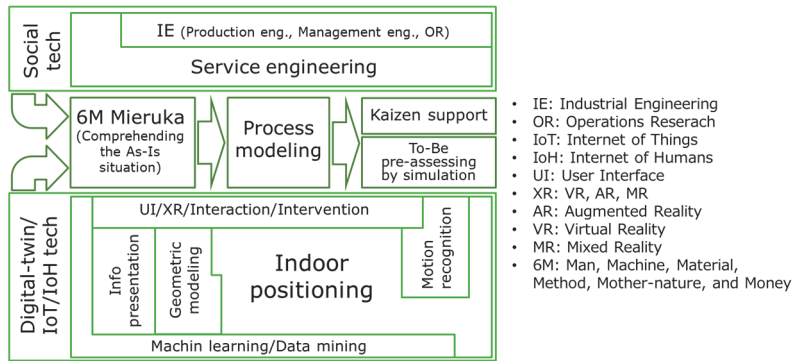 Social
tech
IE (Production eng., Management eng., OR)
Service engineering
6M Mieruka
(Comprehending
the As-Is
situation)
Process
modeling
Kaizen support
To-Be
pre-assessing
by simulation
Digital-twin/
IoT/IoH tech
UI/XR/Interaction/Intervention
Info
presentation
Geometric
modeling
Indoor
positioning
Motion
recognition
Machin learning/Data mining
• IE: Industrial Engineering
• OR: Operations Reserach
• IoT: Internet of Things
• IoH: Internet of Humans
• UI: User Interface
• XR: VR, AR, MR
• AR: Augmented Reality
• VR: Virtual Reality
• MR: Mixed Reality
• 6M: Man, Machine, Material,
Method, Mother-nature, and Money